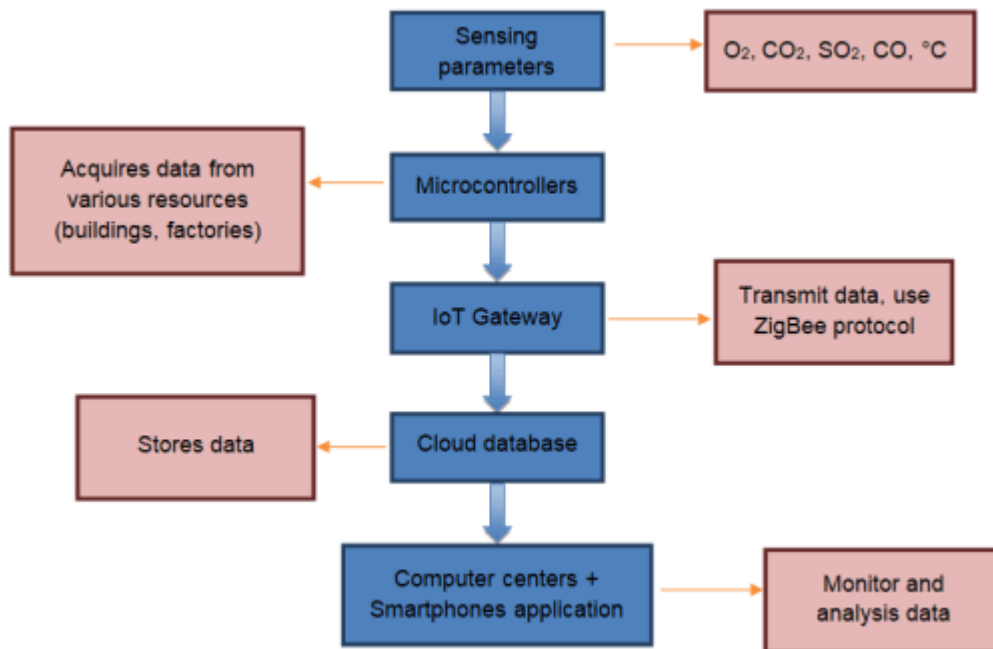 Sensing
parameters
O₂, CO₂, SO₂, CO, °C
Acquires data from
various resources
(buildings, factories)
Microcontrollers
IoT Gateway
Transmit data, use
ZigBee protocol
Stores data
Cloud database
Computer centers +
Smartphones application
Monitor and
analysis data